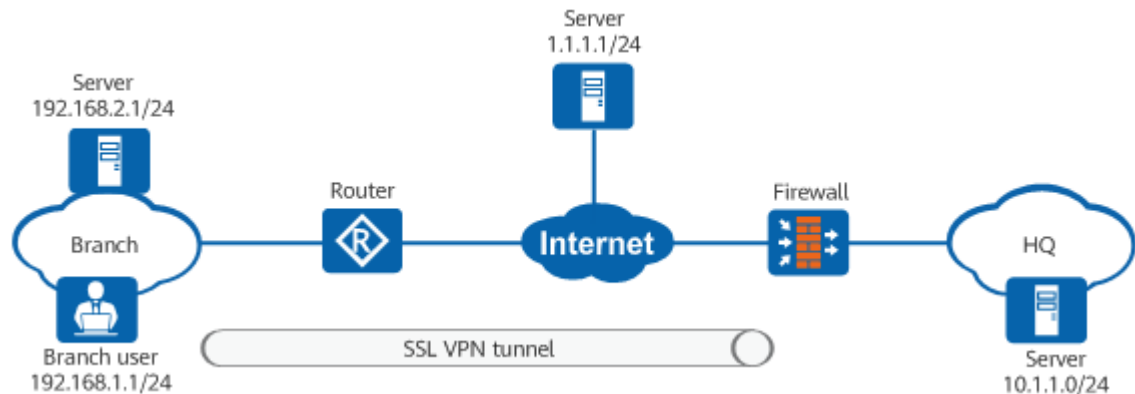 Server
1.1.1.1/24
Server
192.168.2.1/24
Router
Firewall
Branch
Internet
HQ
R
SSL VPN tunnel
Branch user
192.168.1.1/24
Server
10.1.1.0/24